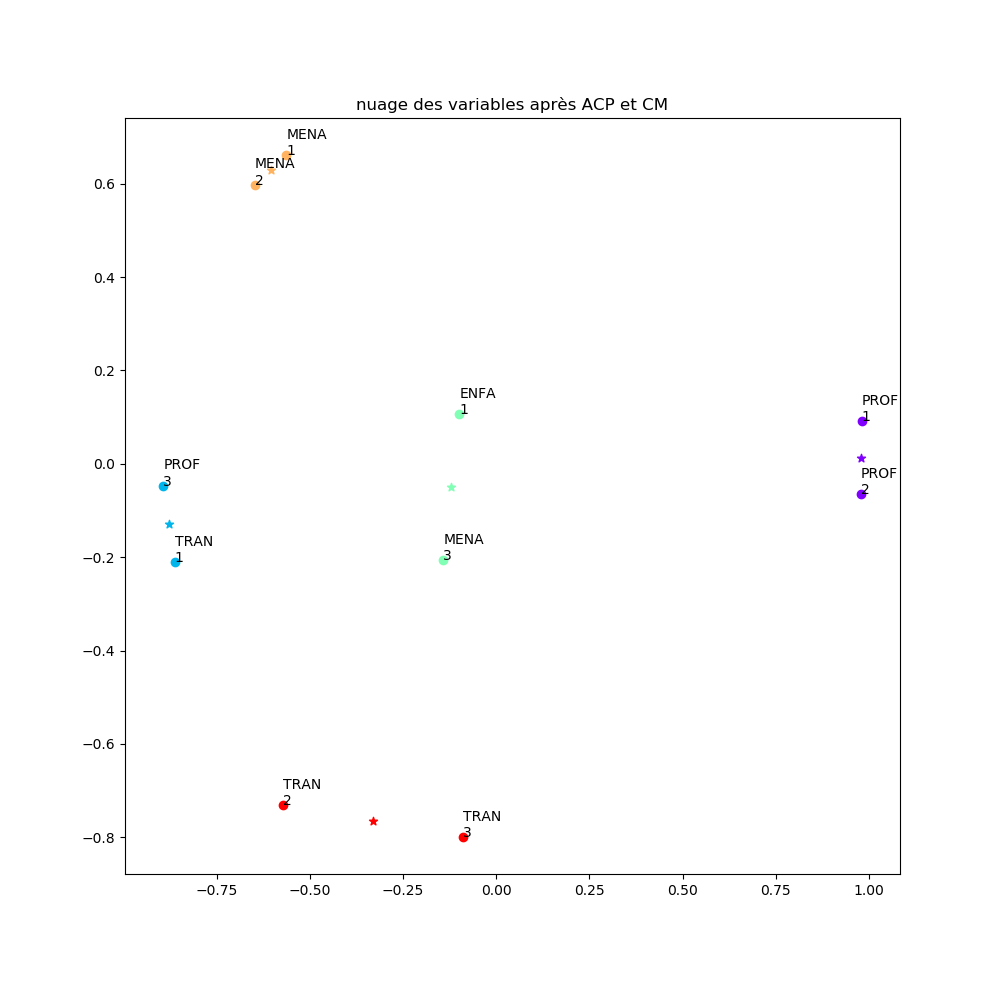 nuage des variables après ACP et CM
MENA
1
MENA
2
0.6
0.4
0.2
ENFA
1
PROF
1
0.0
PROF
3
PROF
2
−0.2
TRAN
1
MENA
3
−0.4
−0.6
TRAN
2
TRAN
3
−0.8
−0.75 −0.50 −0.25 0.00 0.25 0.50 0.75 1.00